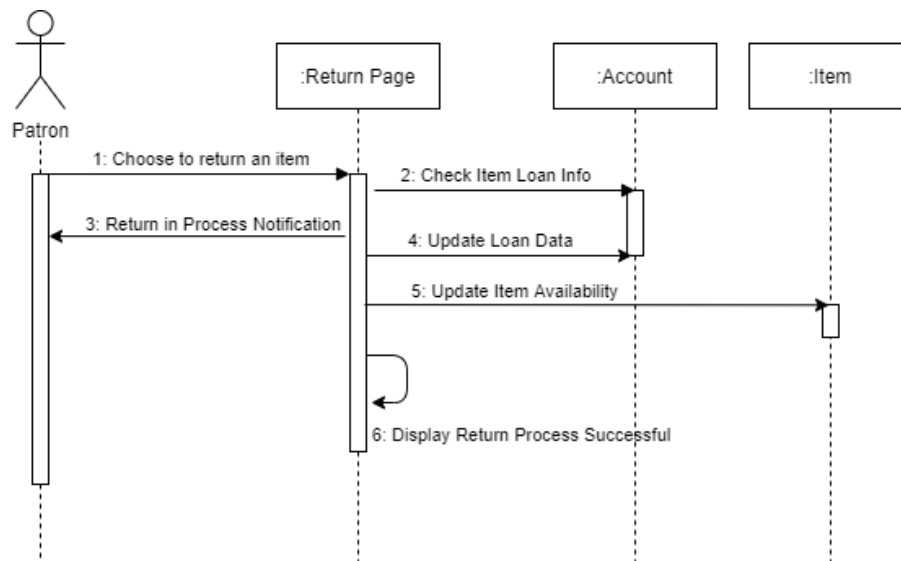 :Return Page
:Account
:Item
Patron
1: Choose to return an item
2: Check Item Loan Info
3: Return in Process Notification
4: Update Loan Data
5: Update Item Availability
6: Display Return Process Successful